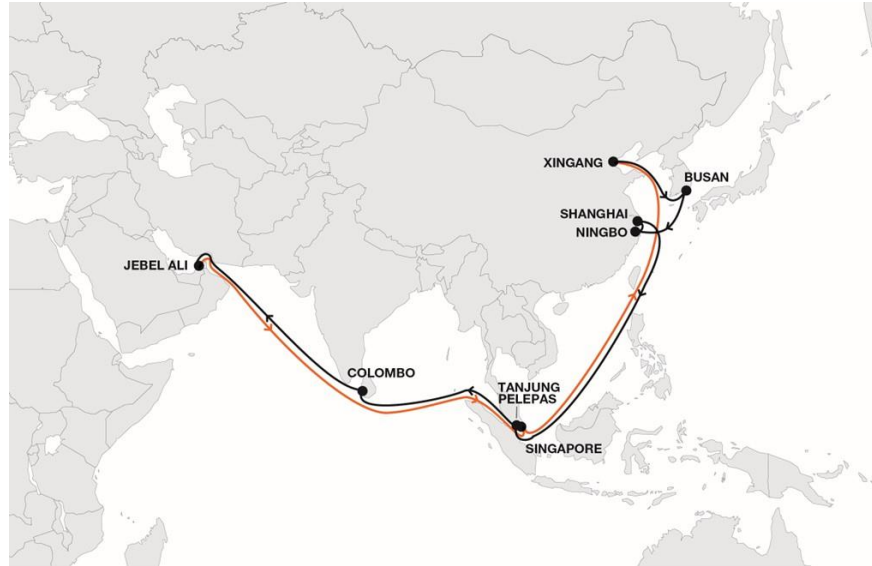 XINGANG
BUSAN
SHANGHAI
NINGBO
JEBEL ALI
COLOMBO
TANJUNG
PELEPAS
SINGAPORE